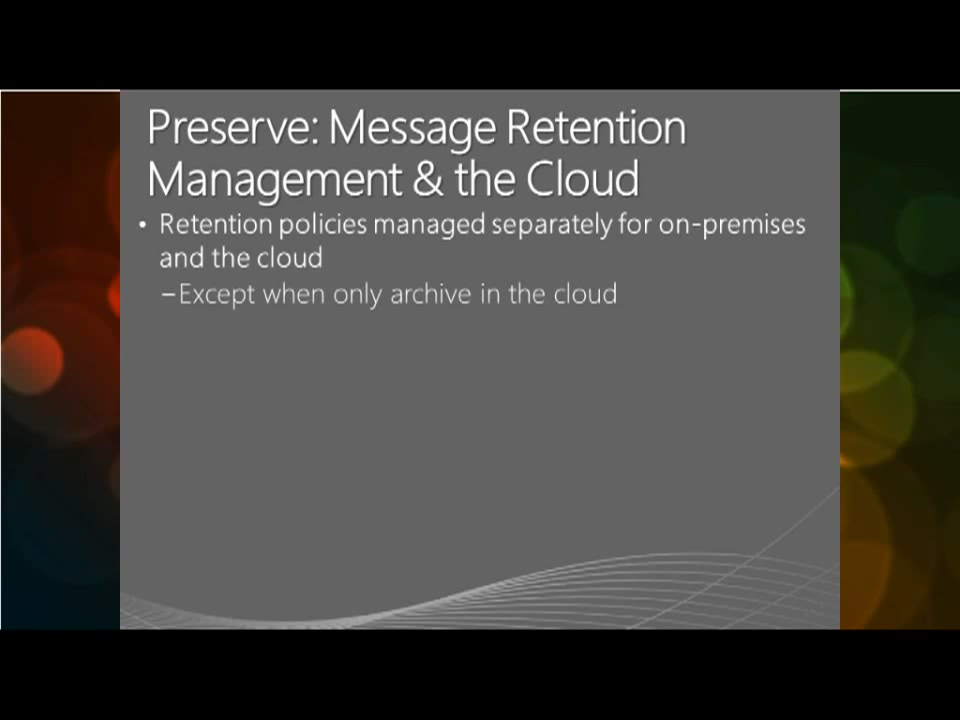 Preserve: Message Retention
Management & the Cloud
• Retention policies managed separately for on-premises
and the cloud
–Except when only archive in the cloud